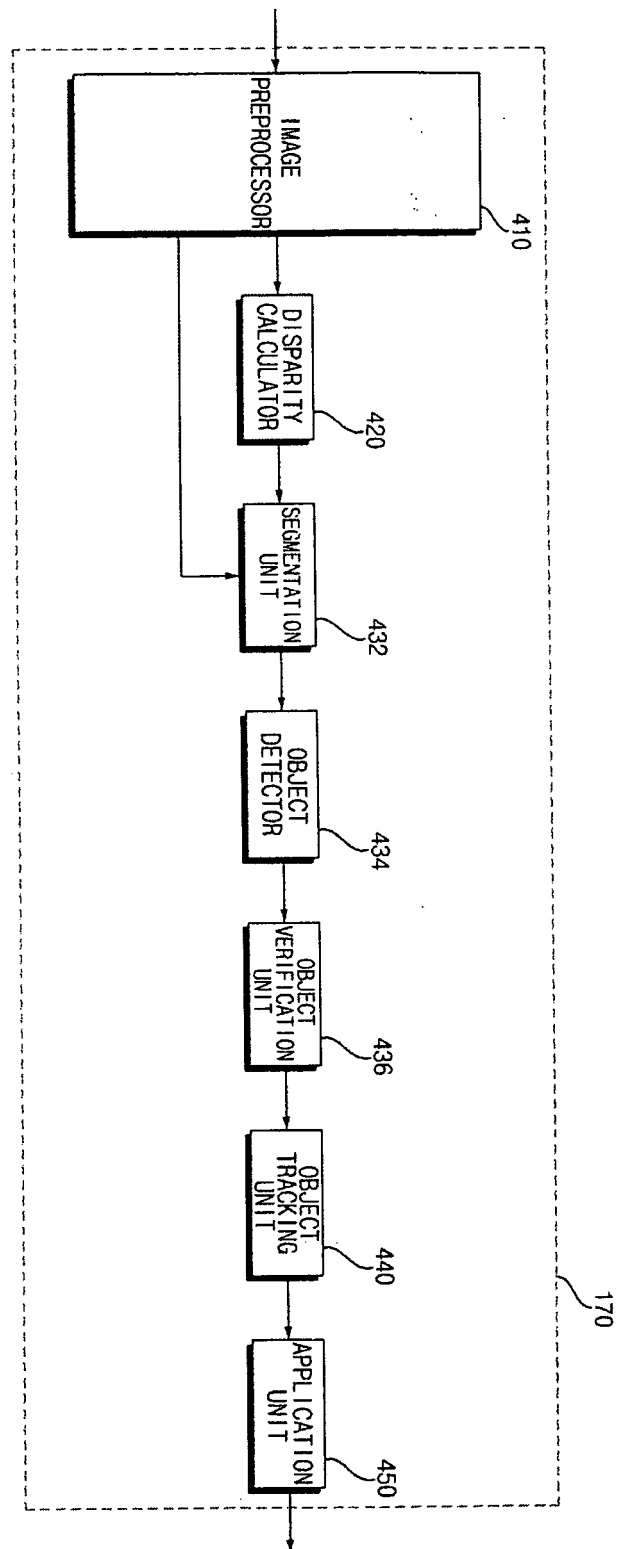 170
IMAGE
PREPROCESSOR
410
DISPARITY
CALCULATOR
420
SEGMENTATION
UNIT
432
OBJECT
DETECTOR
434
OBJECT
VERIFICATION
UNIT
436
OBJECT
TRACKING
UNIT
440
APPLICATION
UNIT
450